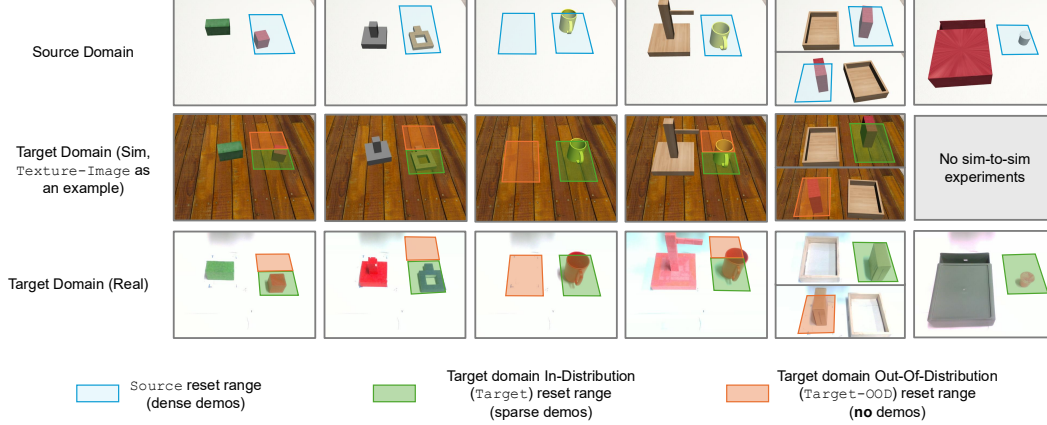 Source Domain
Target Domain (Sim,
Texture-Image as
an example)
No sim-to-sim
experiments
Target Domain (Real)
Source reset range
(dense demos)
Target domain In-Distribution
(Target) reset range
(sparse demos)
Target domain Out-Of-Distribution
(Target-OOD) reset range
(no demos)